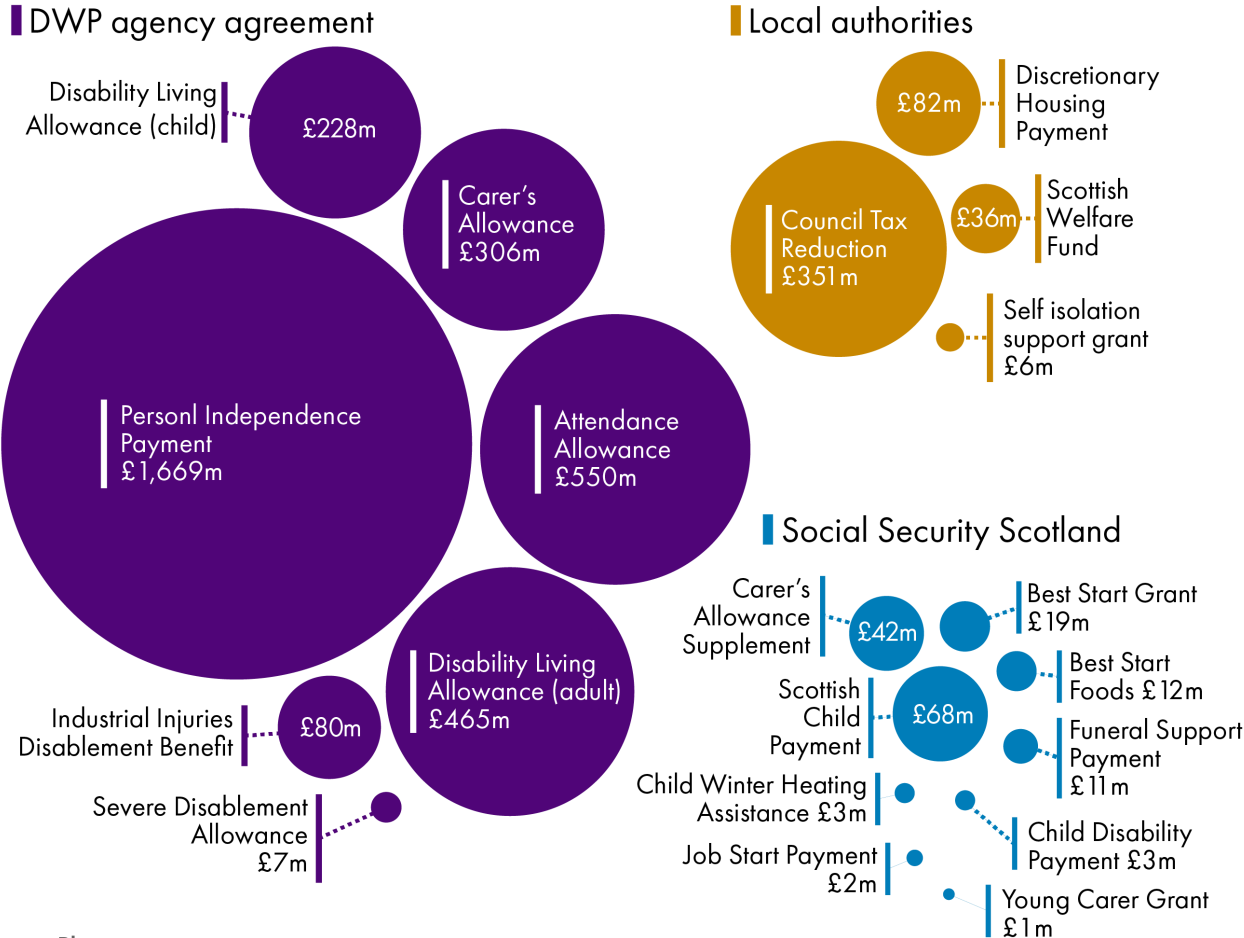 DWP agency agreement
Disability Living
Allowance (child)
£228m
Carer's
Allowance
£306m
Personl Independence
Payment
£1,669m
Attendance
Allowance
£550m
Disability Living
Allowance (adult)
£465m
Industrial Injuries
Disablement Benefit
£80m
Severe Disablement
Allowance
£7m
Local authorities
£82m
Discretionary
Housing
Payment
Council Tax
Reduction
£351m
£36m
Scottish
Welfare
Fund
Self isolation
support grant
£6m
Social Security Scotland
Carer's
Allowance
Supplement
£42m
Best Start Grant
£19m
Best Start
Foods £12m
Scottish
Child
Payment
£68m
Funeral Support
Payment
£11m
Child Winter Heating
Assistance £3m
Child Disability
Payment £3m
Job Start Payment
£2m
Young Carer Grant
£1m